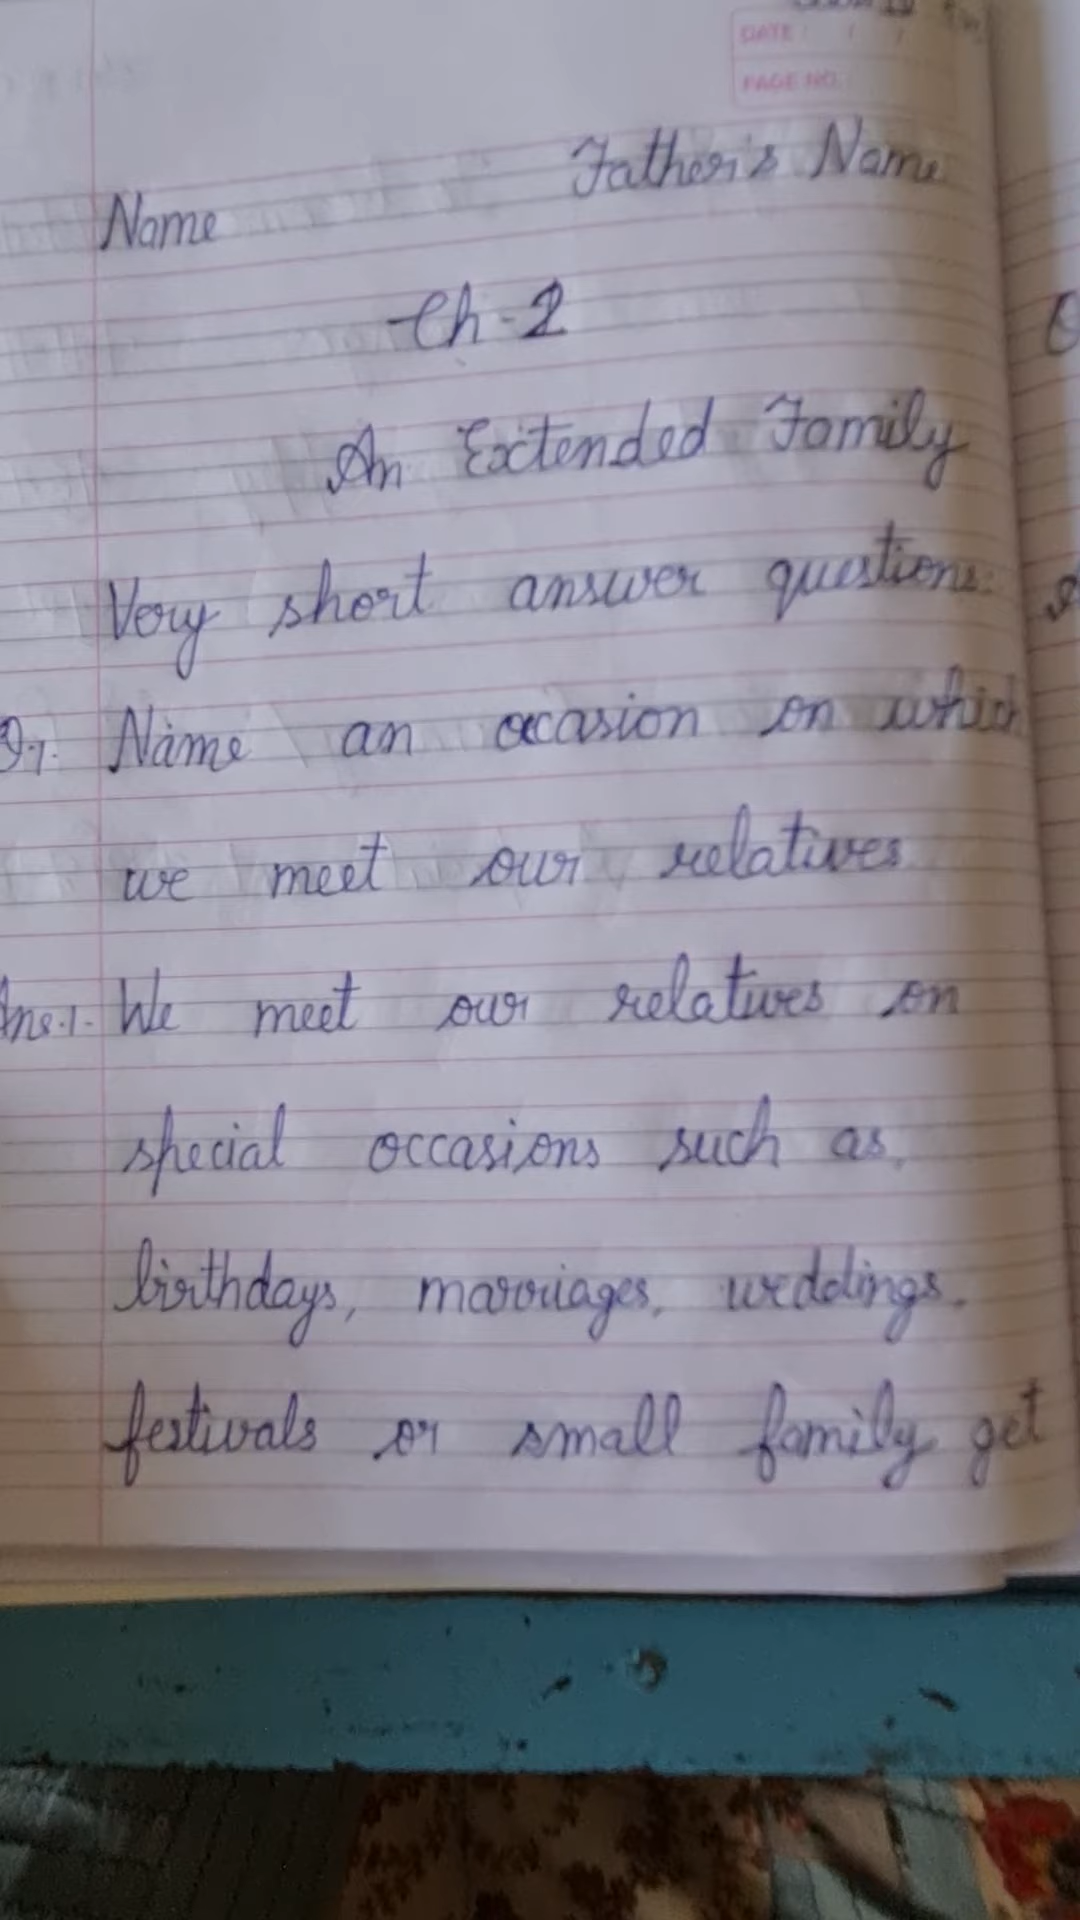 DATE: / /
PAGE NO.
Father's Name
Name
Ch-2
An Extended Family
Very short answer questions.
Q1. Name an occasion on which
we meet our relatives
Ans.1. We meet our relatives on
special occasions such as
birthdays, marriages, weddings,
festivals or small family get